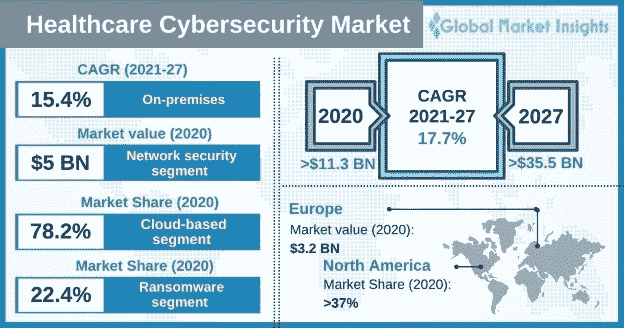 Healthcare Cybersecurity Market
Global Market Insights
CAGR (2021-27)
15.4%
On-premises
Market value (2020)
$5 BN
Network security
segment
Market Share (2020)
78.2%
Cloud-based
segment
Market Share (2020)
22.4%
Ransomware
segment
2020
>$11.3 BN
CAGR
2021-27
17.7%
2027
>$35.5 BN
Europe
Market value (2020):
$3.2 BN
North America
Market Share (2020):
>37%